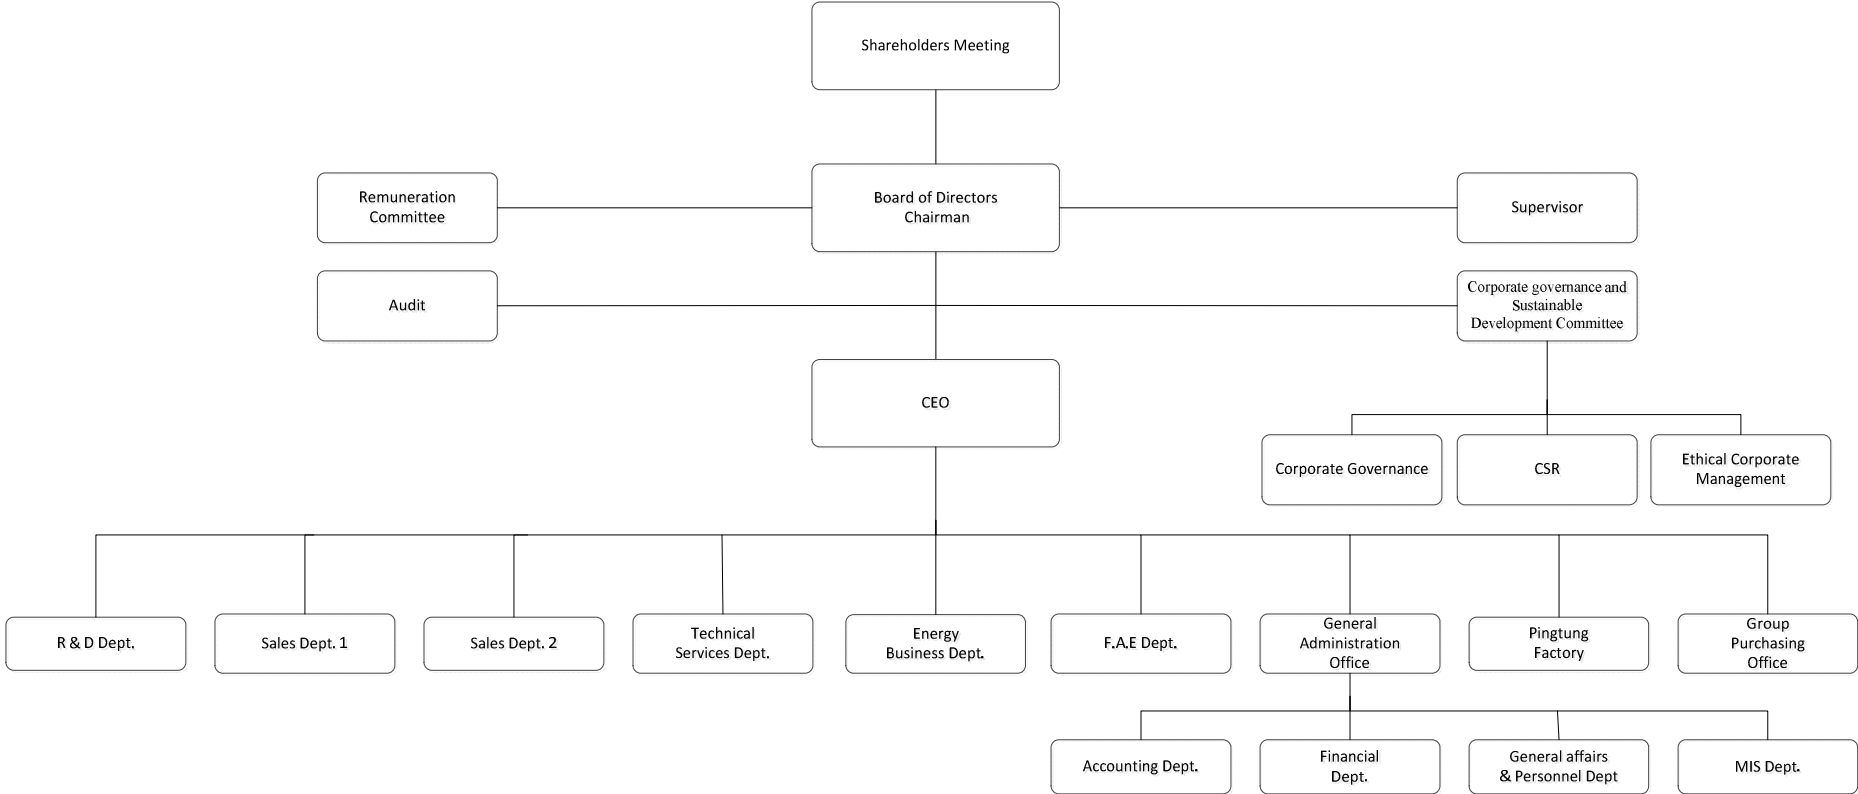 Shareholders Meeting
Remuneration
Committee
Board of Directors
Chairman
Supervisor
Audit
Corporate governance and
Sustainable
Development Committee
CEO
Corporate Governance
CSR
Ethical Corporate
Management
R & D Dept.
Sales Dept. 1
Sales Dept. 2
Technical
Services Dept.
Energy
Business Dept.
F.A.E Dept.
General
Administration
Office
Pingtung
Factory
Group
Purchasing
Office
Accounting Dept.
Financial
Dept.
General affairs
& Personnel Dept
MIS Dept.